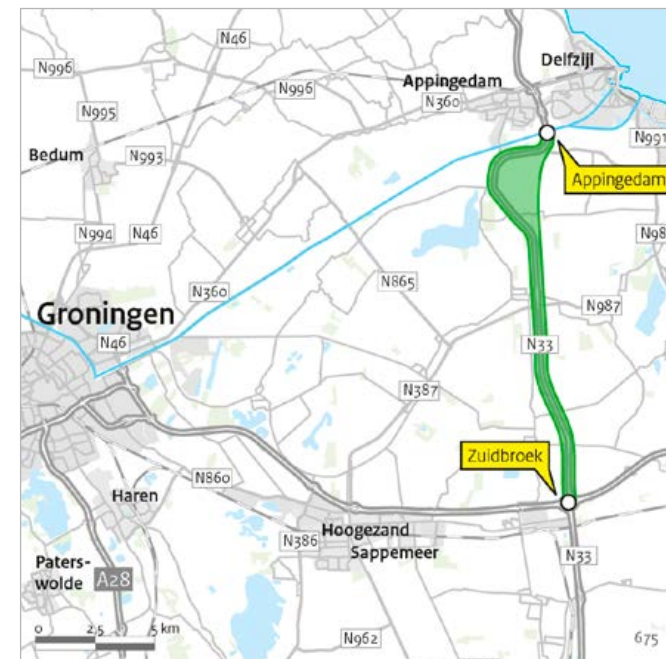 N46
Delfzijl
N996
Appingedam
N996
N360
N995
N991
Bedum
N993
Appingedam
N994
N46
N98
N360
N865
N987
Groningen
N46
N33
N387
Zuidbroek
N860
Haren
Hoogezand
N386
Sappemeer
N33
Paters-
wolde
A28
0 2,5 5 km
N962
675